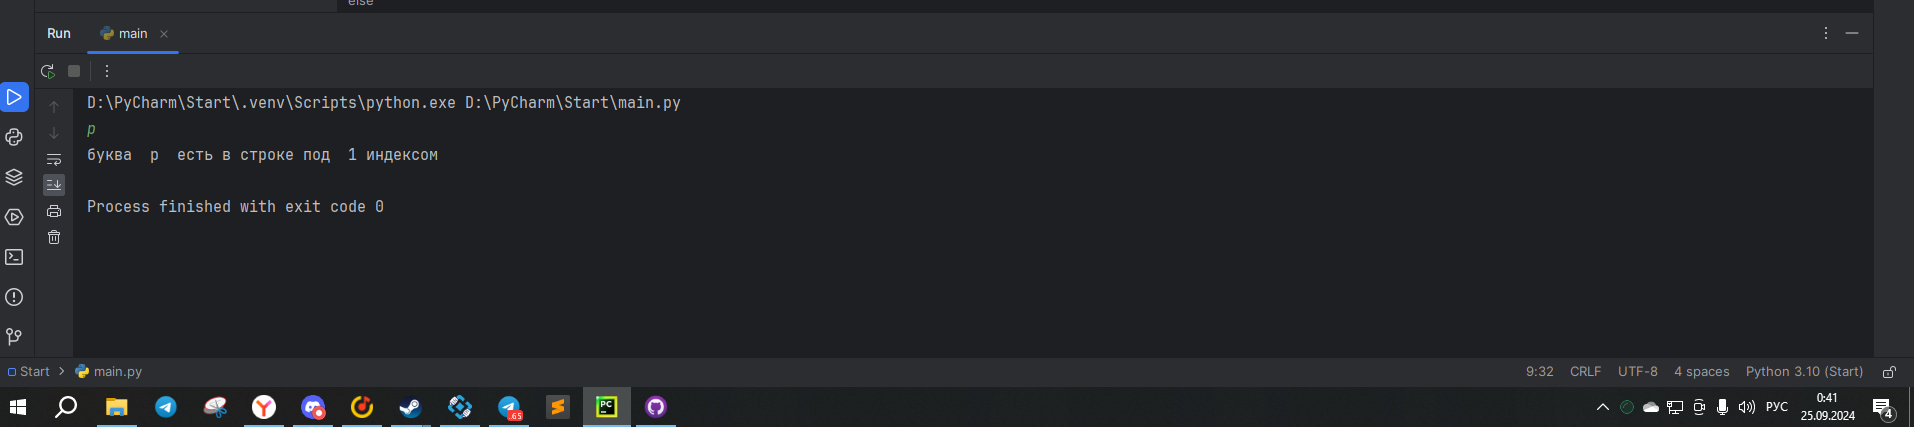 else
Run main
D:\PyCharm\Start\.venv\Scripts\python.exe D:\PyCharm\Start\main.py
р
буква  р  есть в строке под  1 индексом
Process finished with exit code 0
Start > main.py 9:32 CRLF UTF-8 4 spaces Python 3.10 (Start)
.65 PC РУС 0:41
25.09.2024 4